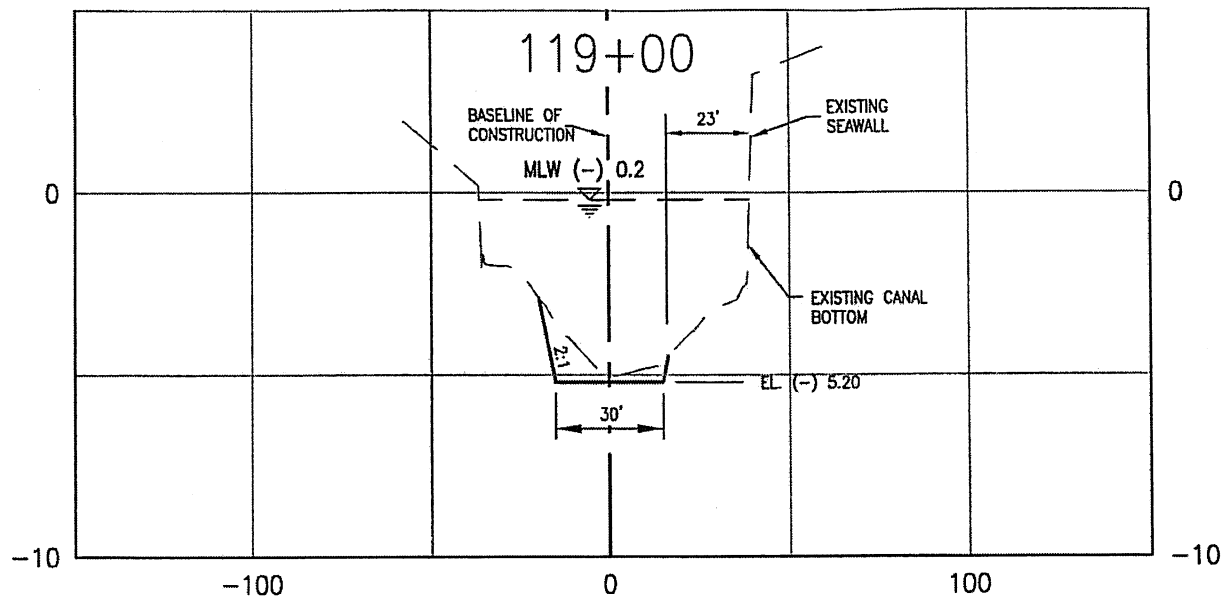 119+00
BASELINE OF
CONSTRUCTION
23'
EXISTING
SEAWALL
MLW (-) 0.2
0
0
EXISTING CANAL
BOTTOM
2:1
EL. (-) 5.20
30'
-10
-10
-100
0
100